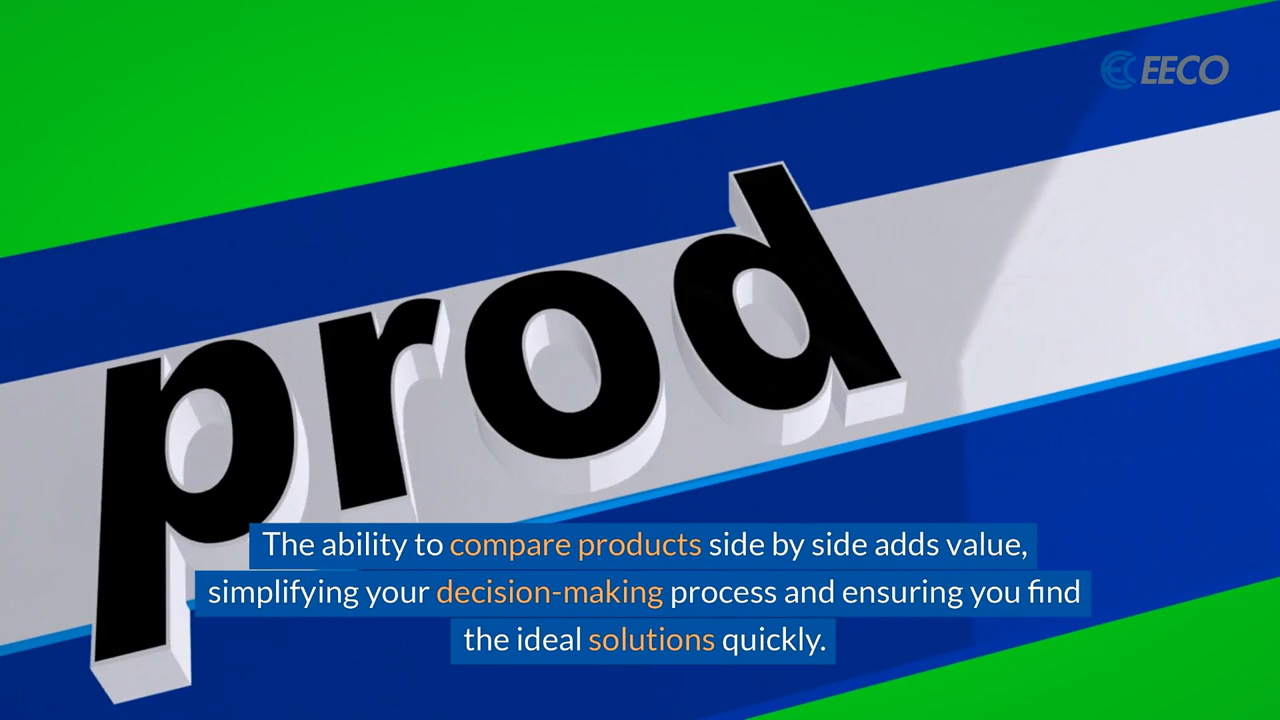 EECO
prod
The ability to compare products side by side adds value,
simplifying your decision-making process and ensuring you find
the ideal solutions quickly.